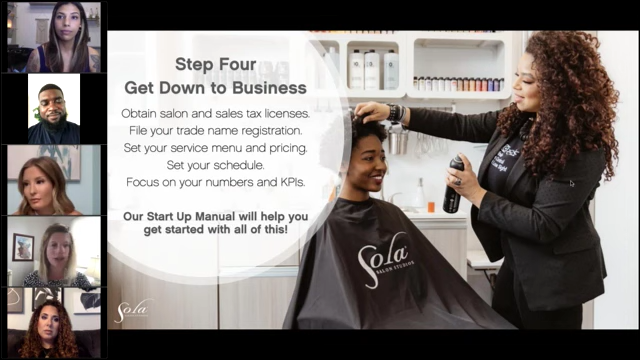 Step Four
Get Down to Business
Obtain salon and sales tax licenses.
File your trade name registration.
Set your service menu and pricing.
Set your schedule.
Focus on your numbers and KPIs.
Our Start Up Manual will help you
get started with all of this!
Sola
SALON STUDIOS
Sola